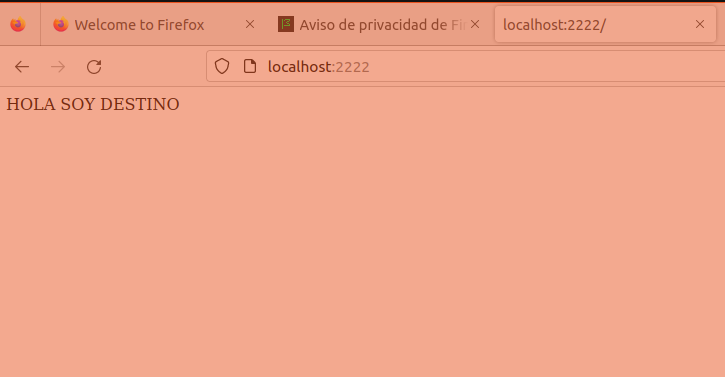 Welcome to Firefox
Aviso de privacidad de Fi
localhost:2222/
localhost:2222
HOLA SOY DESTINO